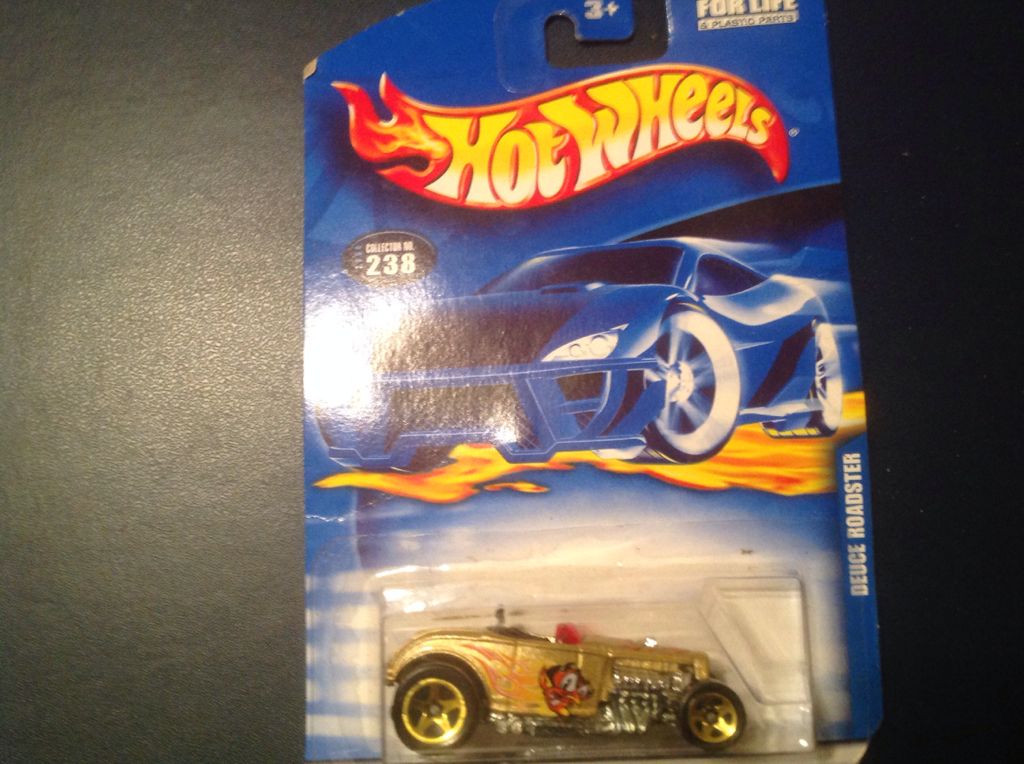 3+
FOR LIFE
& PLASTIC PARTS
HOT WHEELS®
COLLECTOR NO.
238
DEUCE ROADSTER